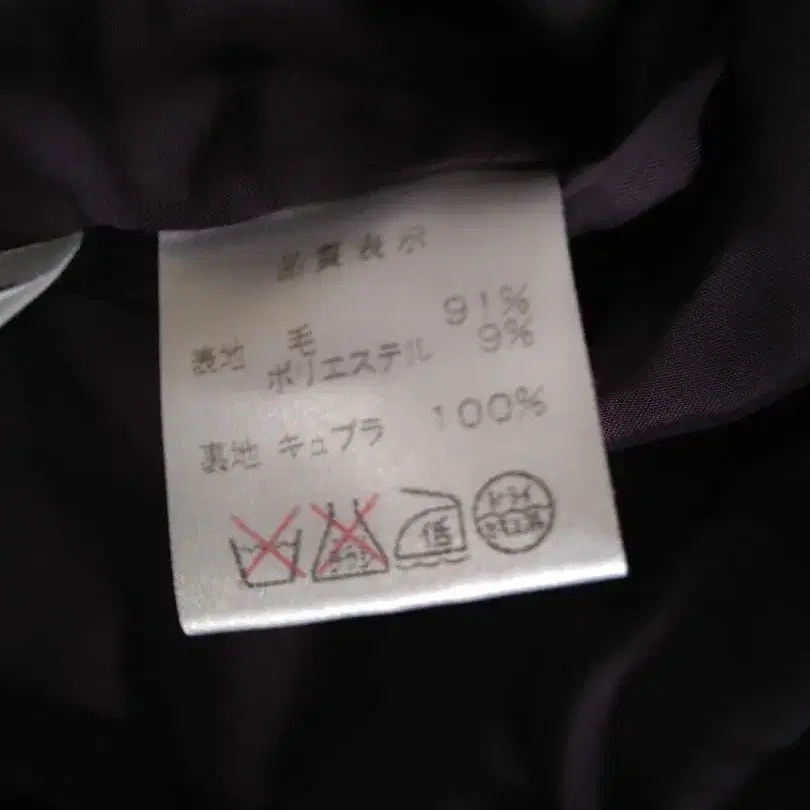 品質表示
表地 毛 91%
ポリエステル 9%
裏地 キュプラ 100%
低
ドライ